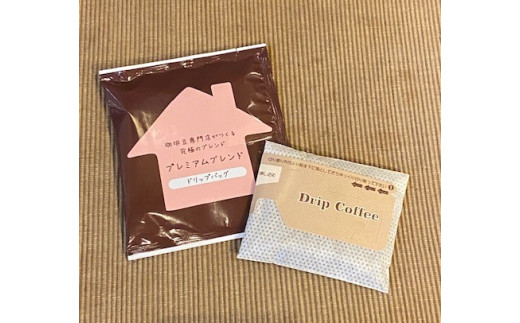 珈琲豆専門店がつくる
究極のブレンド
プレミアムブレンド
ドリップバッグ
Drip Coffee